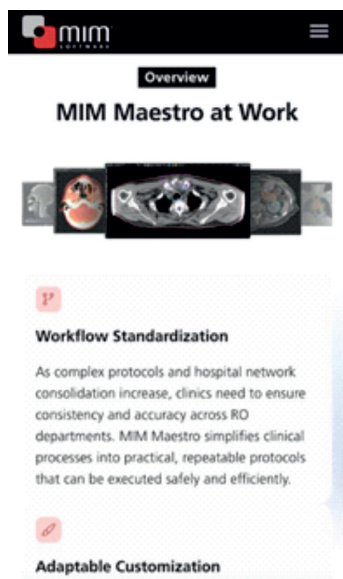 mim
SOFTWARE
Overview
MIM Maestro at Work
Workflow Standardization
As complex protocols and hospital network
consolidation increase, clinics need to ensure
consistency and accuracy across RO
departments. MIM Maestro simplifies clinical
processes into practical, repeatable protocols
that can be executed safely and efficiently.
Adaptable Customization